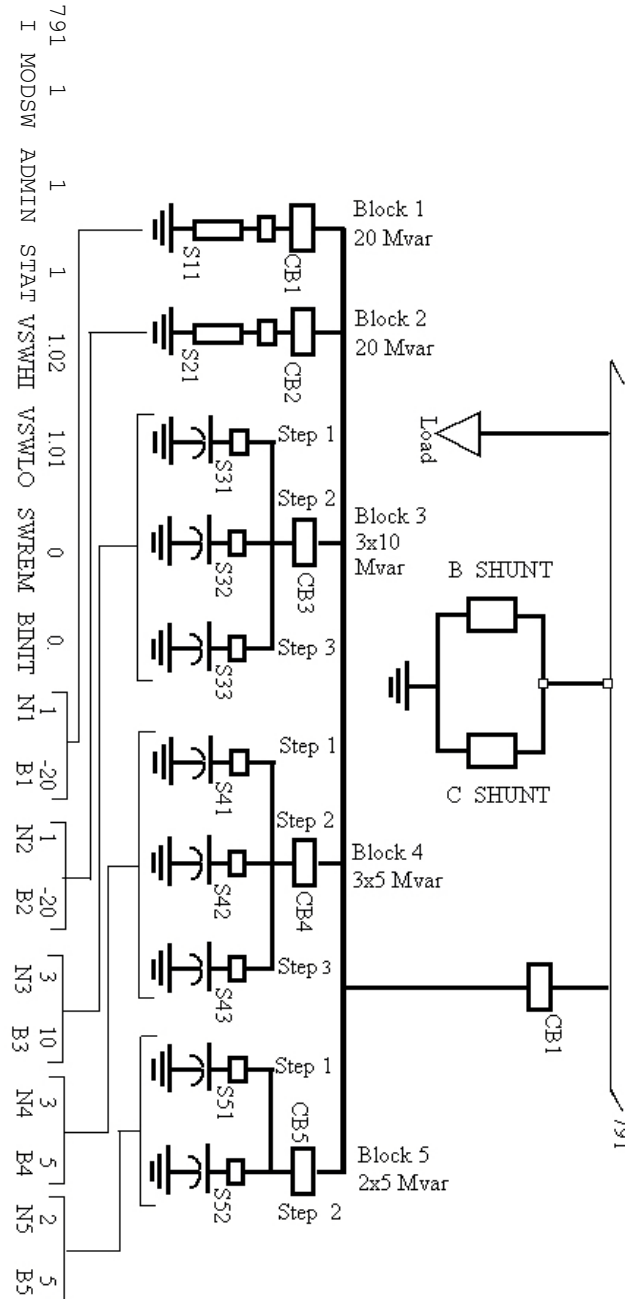 791
Load
B SHUNT
C SHUNT
CB1
Block 1
20 Mvar
Block 2
20 Mvar
Block 3
3x10
Mvar
Block 4
3x5 Mvar
Block 5
2x5 Mvar
CB1
S11
CB2
S21
Step 1
Step 2
Step 3
CB3
S31
S32
S33
Step 1
Step 2
Step 3
CB4
S41
S42
S43
Step 1
Step 2
CB5
S51
S52
791 1 1 1 1.02 1.01 0 0. 1 -20 1 -20 3 10 3 5 2 5
I MODSW ADMIN STAT VSWHI VSWLO SWREM BINIT N1 B1 N2 B2 N3 B3 N4 B4 N5 B5